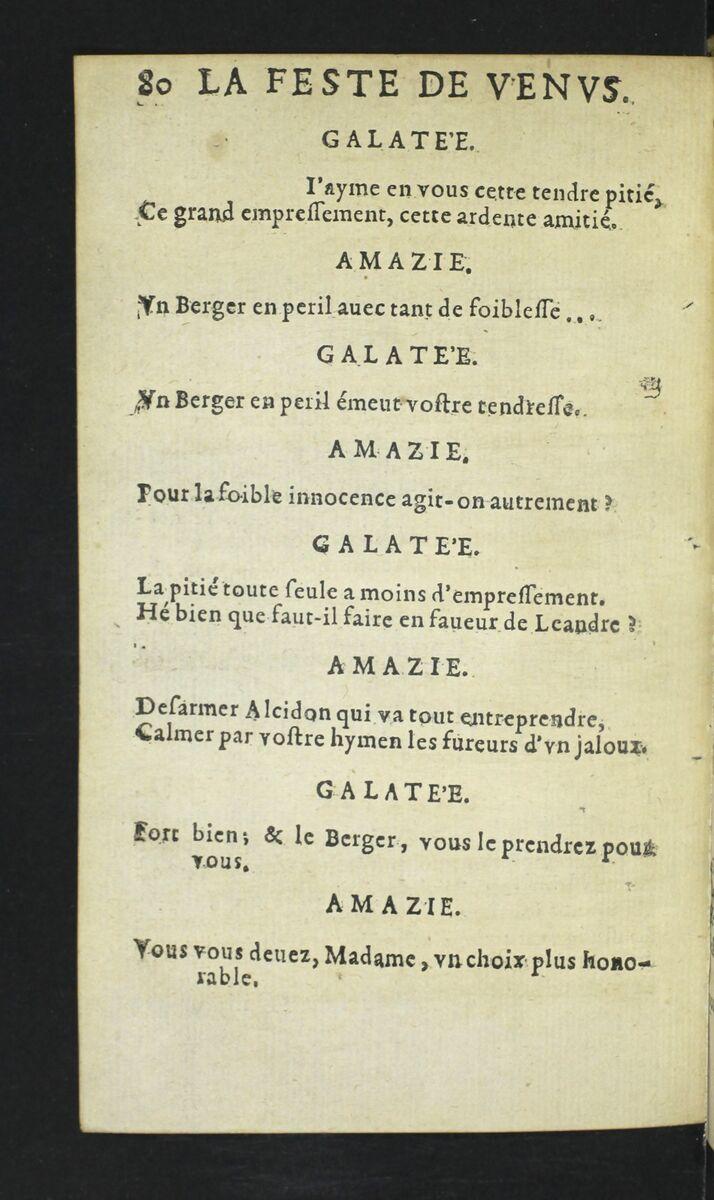 80 LA FESTE DE VENVS.
GALATE'E.
I'ayme en vous cette tendre pitié,
Ce grand empreſſement, cette ardente amitié.
AMAZIE.
Vn Berger en peril auec tant de foibleſſe...
GALATE'E.
Vn Berger en peril émeut voſtre tendreſſe.
AMAZIE.
Pour la foible innocence agit-on autrement?
GALATE'E.
La pitié toute ſeule a moins d'empreſſement.
Hé bien que faut-il faire en faueur de Leandre?
AMAZIE.
Deſarmer Alcidon qui va tout entreprendre,
Calmer par voſtre hymen les fureurs d'vn jaloux.
GALATE'E.
Fort bien; & le Berger, vous le prendrez pour
vous.
AMAZIE.
Vous vous deuez, Madame, vn choix plus hono-
rable.